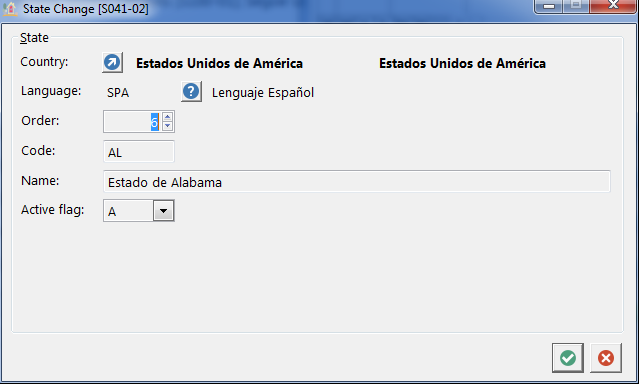 State Change [S041-02]
State
Country: Estados Unidos de América Estados Unidos de América
Language: SPA Lenguaje Español
Order: 6
Code: AL
Name: Estado de Alabama
Active flag: A